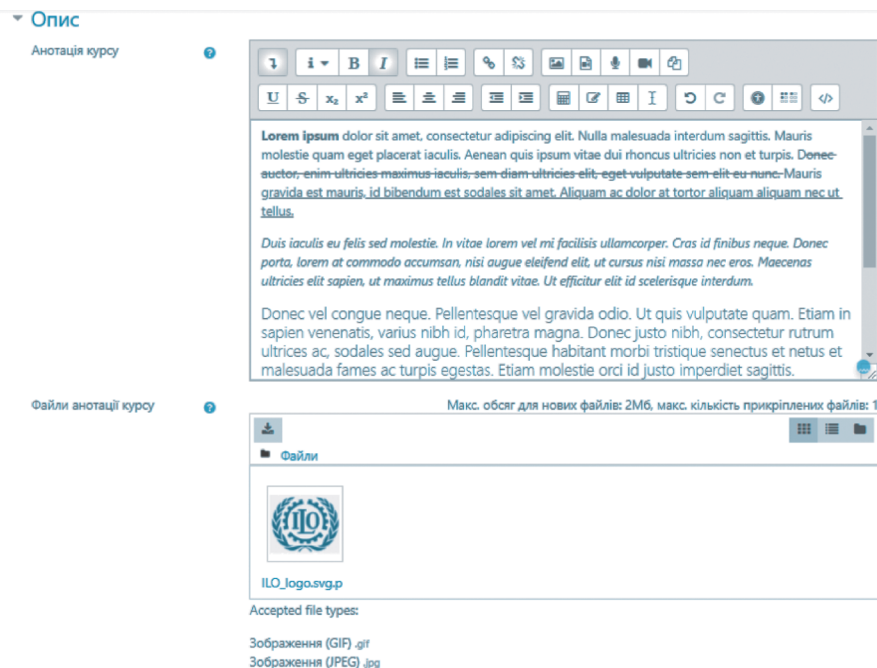 Опис
Анотація курсу
Lorem ipsum dolor sit amet, consectetur adipiscing elit. Nulla malesuada interdum sagittis. Mauris
molestie quam eget placerat iaculis. Aenean quis ipsum vitae dui rhoncus ultricies non et turpis. Donec
auctor, enim ultricies maximus iaculis, sem diam ultricies elit, eget vulputate sem elit eu nunc. Mauris
gravida est mauris, id bibendum est sodales sit amet. Aliquam ac dolor at tortor aliquam aliquam nec ut
tellus.
Duis iaculis eu felis sed molestie. In vitae lorem vel mi facilisis ullamcorper. Cras id finibus neque. Donec
porta, lorem at commodo accumsan, nisi augue eleifend elit, ut cursus nisi massa nec eros. Maecenas
ultricies elit sapien, ut maximus tellus blandit vitae. Ut efficitur elit id scelerisque interdum.
Donec vel congue neque. Pellentesque vel gravida odio. Ut quis vulputate quam. Etiam in
sapien venenatis, varius nibh id, pharetra magna. Donec justo nibh, consectetur rutrum
ultrices ac, sodales sed augue. Pellentesque habitant morbi tristique senectus et netus et
malesuada fames ac turpis egestas. Etiam molestie orci id justo imperdiet sagittis.
Файли анотації курсу
Макс. обсяг для нових файлів: 2Мб, макс. кількість прикріплених файлів: 1
Файли
ILO
ILO_logo.svg.p
Accepted file types:
Зображення (GIF) .gif
Зображення (JPEG) .jpg